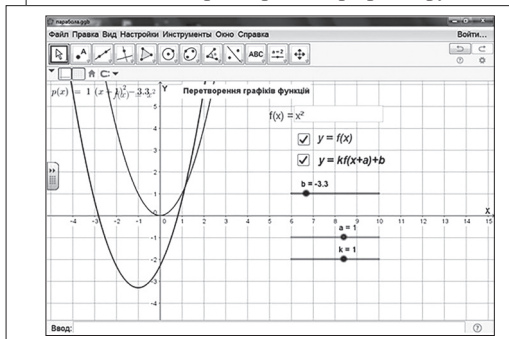 парабола.ggb
Файл Правка Вид Настройки Инструменты Окно Справка
Войти...
ABC
a=2
p(x) = 1 (x + 1)² − 3.3
Y
Перетворення графіків функцій
f(x) = x²
y = f(x)
y = kf(x+a)+b
b = -3.3
a = 1
k = 1
X
5
4
3
2
1
0
-1
-2
-3
-4
-4 -3 -2 -1 1 2 3 4 5 6 7 8 9 10 11 12 13 14 15
Ввод: